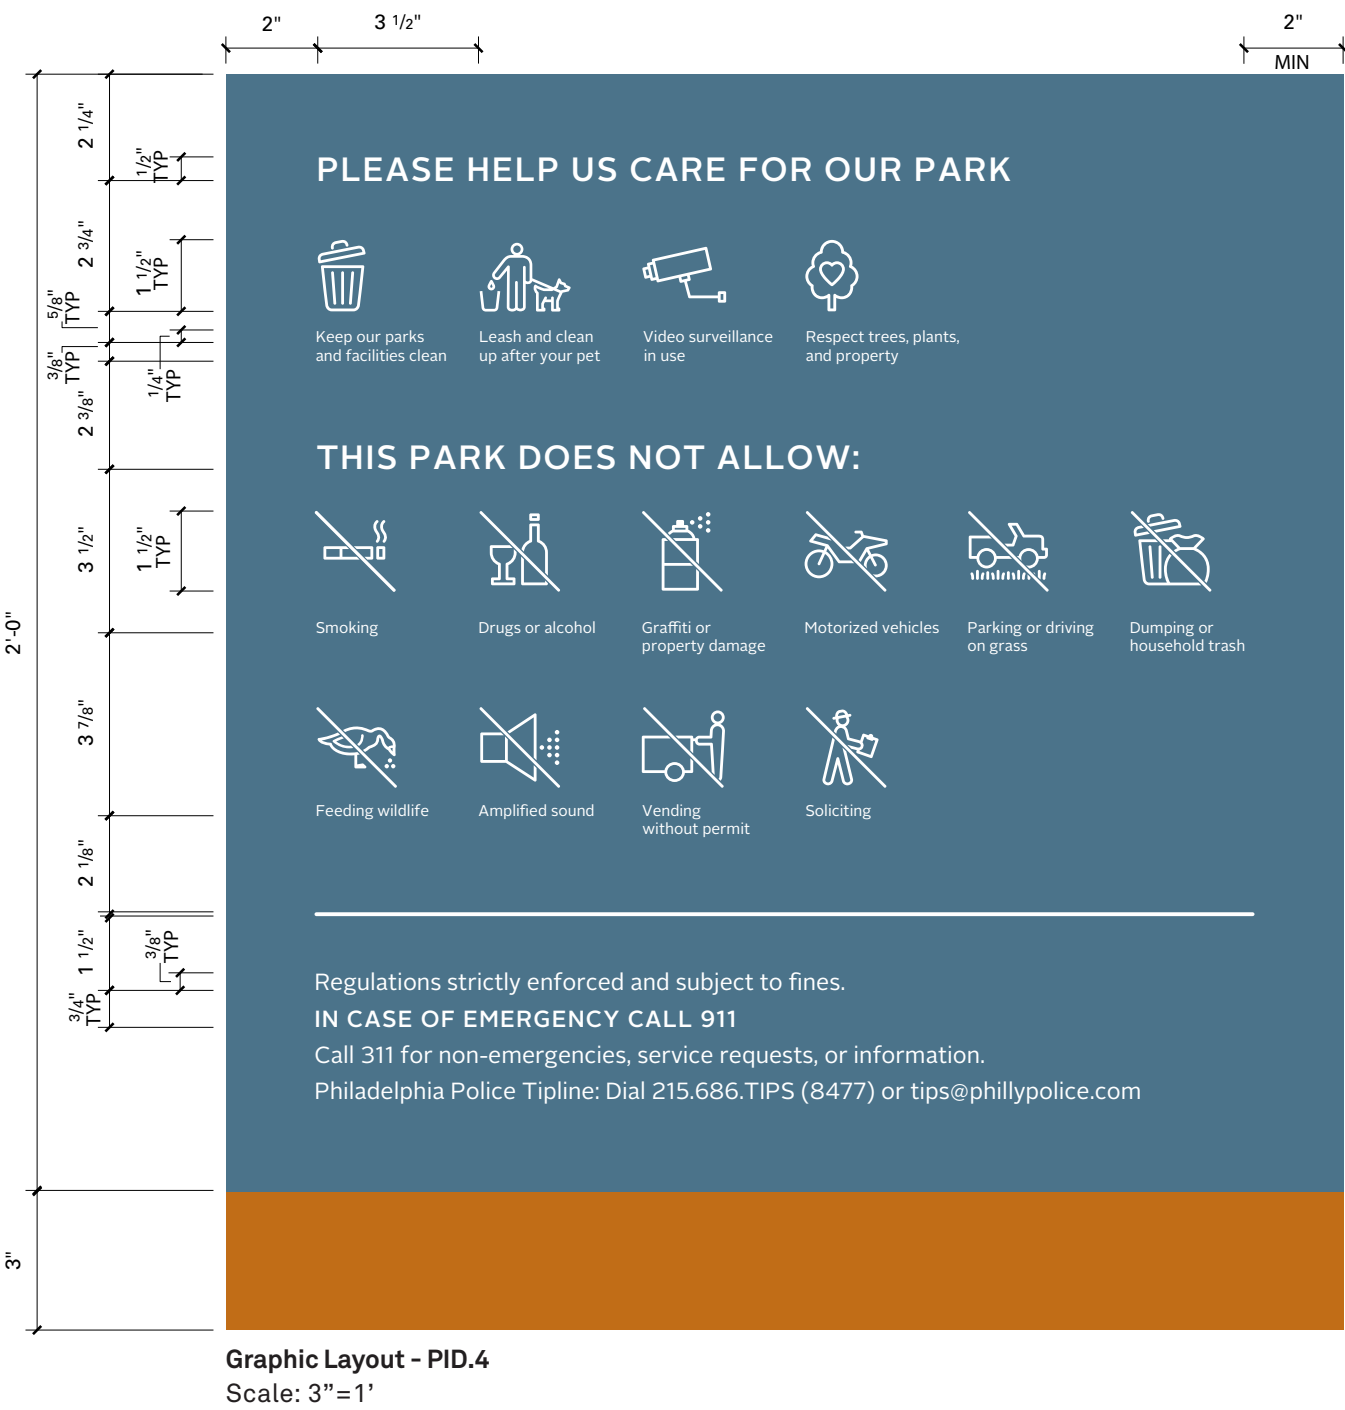 2"
3 1/2"
2"
MIN
2 1/4"
1/2"
TYP
2 3/4"
1 1/2"
TYP
5/8"
TYP
3/8"
TYP
1/4"
TYP
2 3/8"
3 1/2"
1 1/2"
TYP
2'-0"
3 7/8"
2 1/8"
1 1/2"
3/8"
TYP
3/4"
TYP
3"
PLEASE HELP US CARE FOR OUR PARK
Keep our parks
and facilities clean
Leash and clean
up after your pet
Video surveillance
in use
Respect trees, plants,
and property
THIS PARK DOES NOT ALLOW:
Smoking
Drugs or alcohol
Graffiti or
property damage
Motorized vehicles
Parking or driving
on grass
Dumping or
household trash
Feeding wildlife
Amplified sound
Vending
without permit
Soliciting
Regulations strictly enforced and subject to fines.
IN CASE OF EMERGENCY CALL 911
Call 311 for non-emergencies, service requests, or information.
Philadelphia Police Tipline: Dial 215.686.TIPS (8477) or tips@phillypolice.com
Graphic Layout - PID.4
Scale: 3”=1’